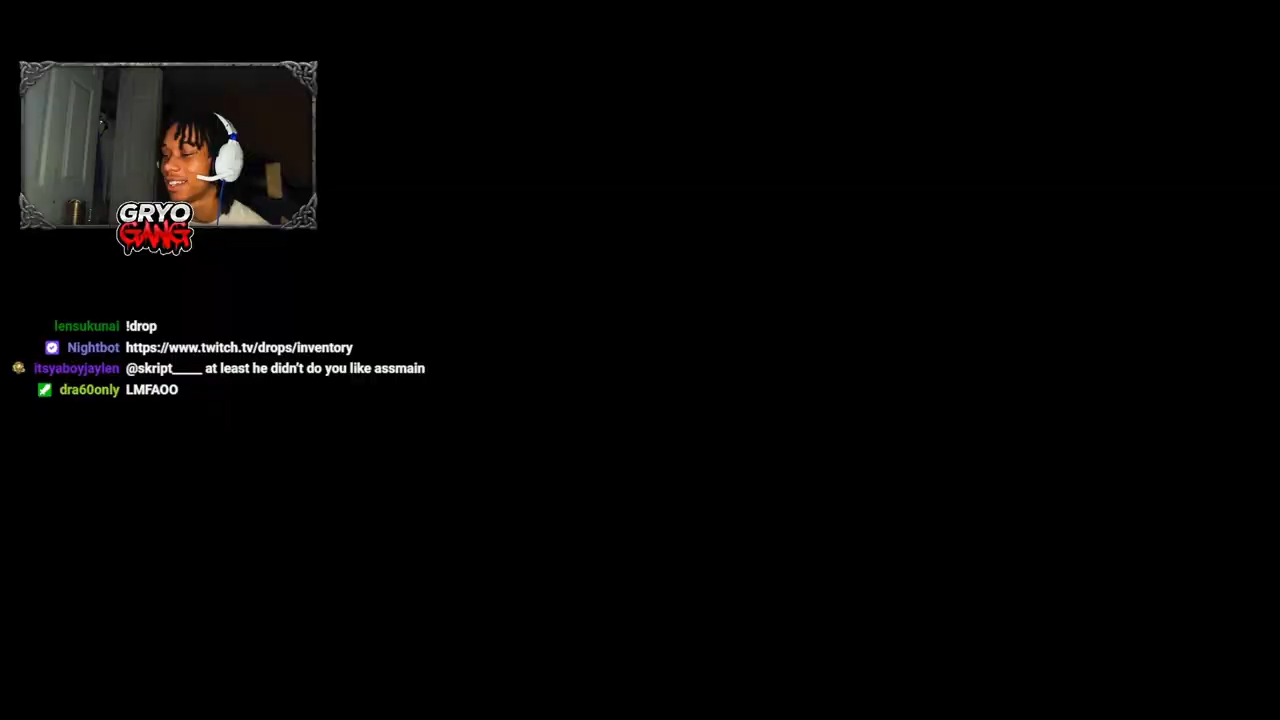 GRYO
GANG
lensukunai !drop
Nightbot https://www.twitch.tv/drops/inventory
itsyaboyjaylen @skript_____ at least he didn't do you like assmain
dra60only LMFAOO